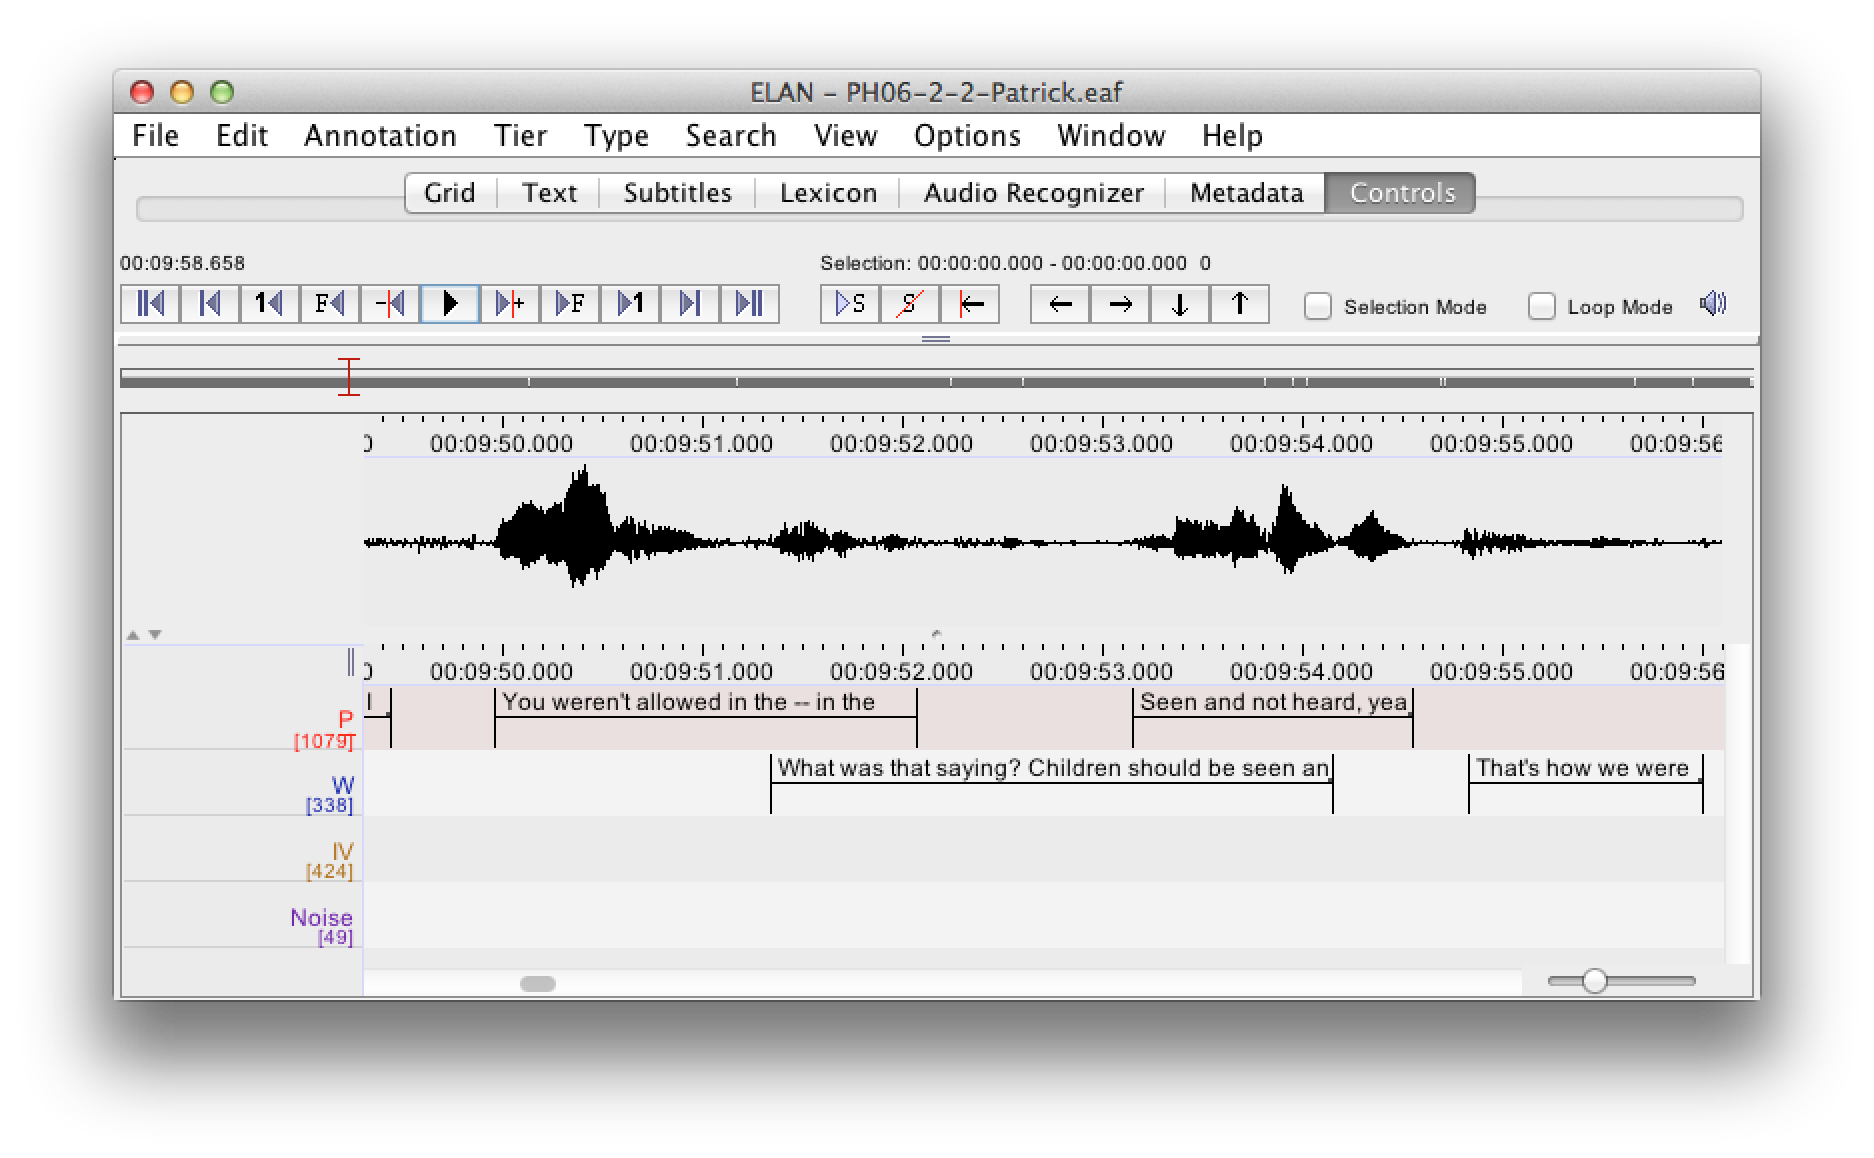 ELAN - PH06-2-2-Patrick.eaf
File Edit Annotation Tier Type Search View Options Window Help
Grid Text Subtitles Lexicon Audio Recognizer Metadata Controls
00:09:58.658 Selection: 00:00:00.000 - 00:00:00.000 0
1 F + F 1 S S Selection Mode Loop Mode
0 00:09:50.000 00:09:51.000 00:09:52.000 00:09:53.000 00:09:54.000 00:09:55.000 00:09:56
0 00:09:50.000 00:09:51.000 00:09:52.000 00:09:53.000 00:09:54.000 00:09:55.000 00:09:56
I You weren't allowed in the -- in the Seen and not heard, yea
P
[1079]
What was that saying? Children should be seen an That's how we were
W
[338]
IV
[424]
Noise
[49]